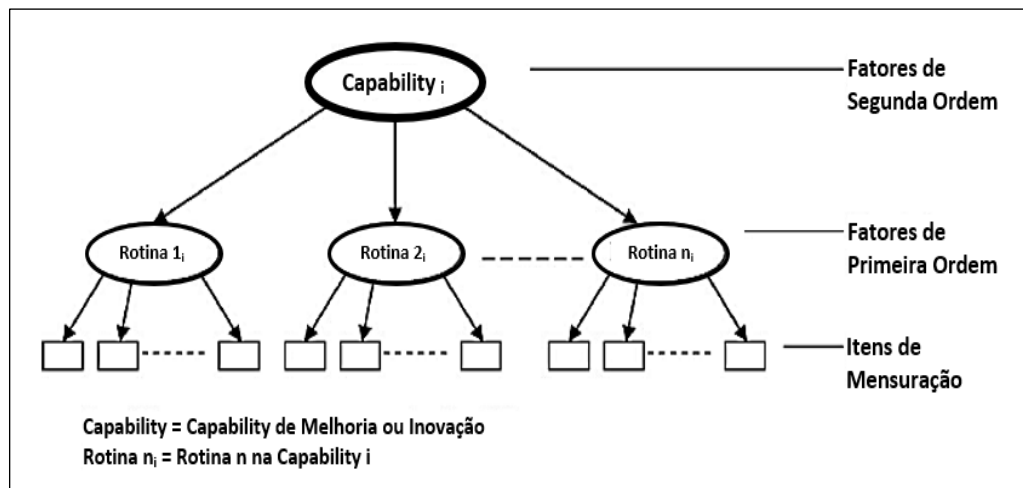 Capability i
Fatores de
Segunda Ordem
Rotina 1i
Rotina 2i
Rotina ni
Fatores de
Primeira Ordem
Itens de
Mensuração
Capability = Capability de Melhoria ou Inovação
Rotina ni = Rotina n na Capability i